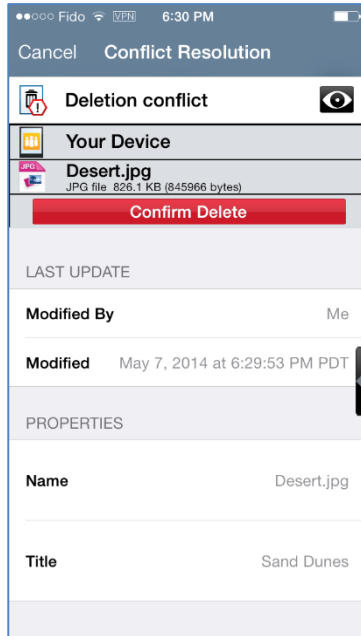 Fido VPN 6:30 PM
Cancel Conflict Resolution
Deletion conflict
Your Device
JPG
Desert.jpg
JPG file 826.1 KB (845966 bytes)
Confirm Delete
LAST UPDATE
Modified By Me
Modified May 7, 2014 at 6:29:53 PM PDT
PROPERTIES
Name Desert.jpg
Title Sand Dunes